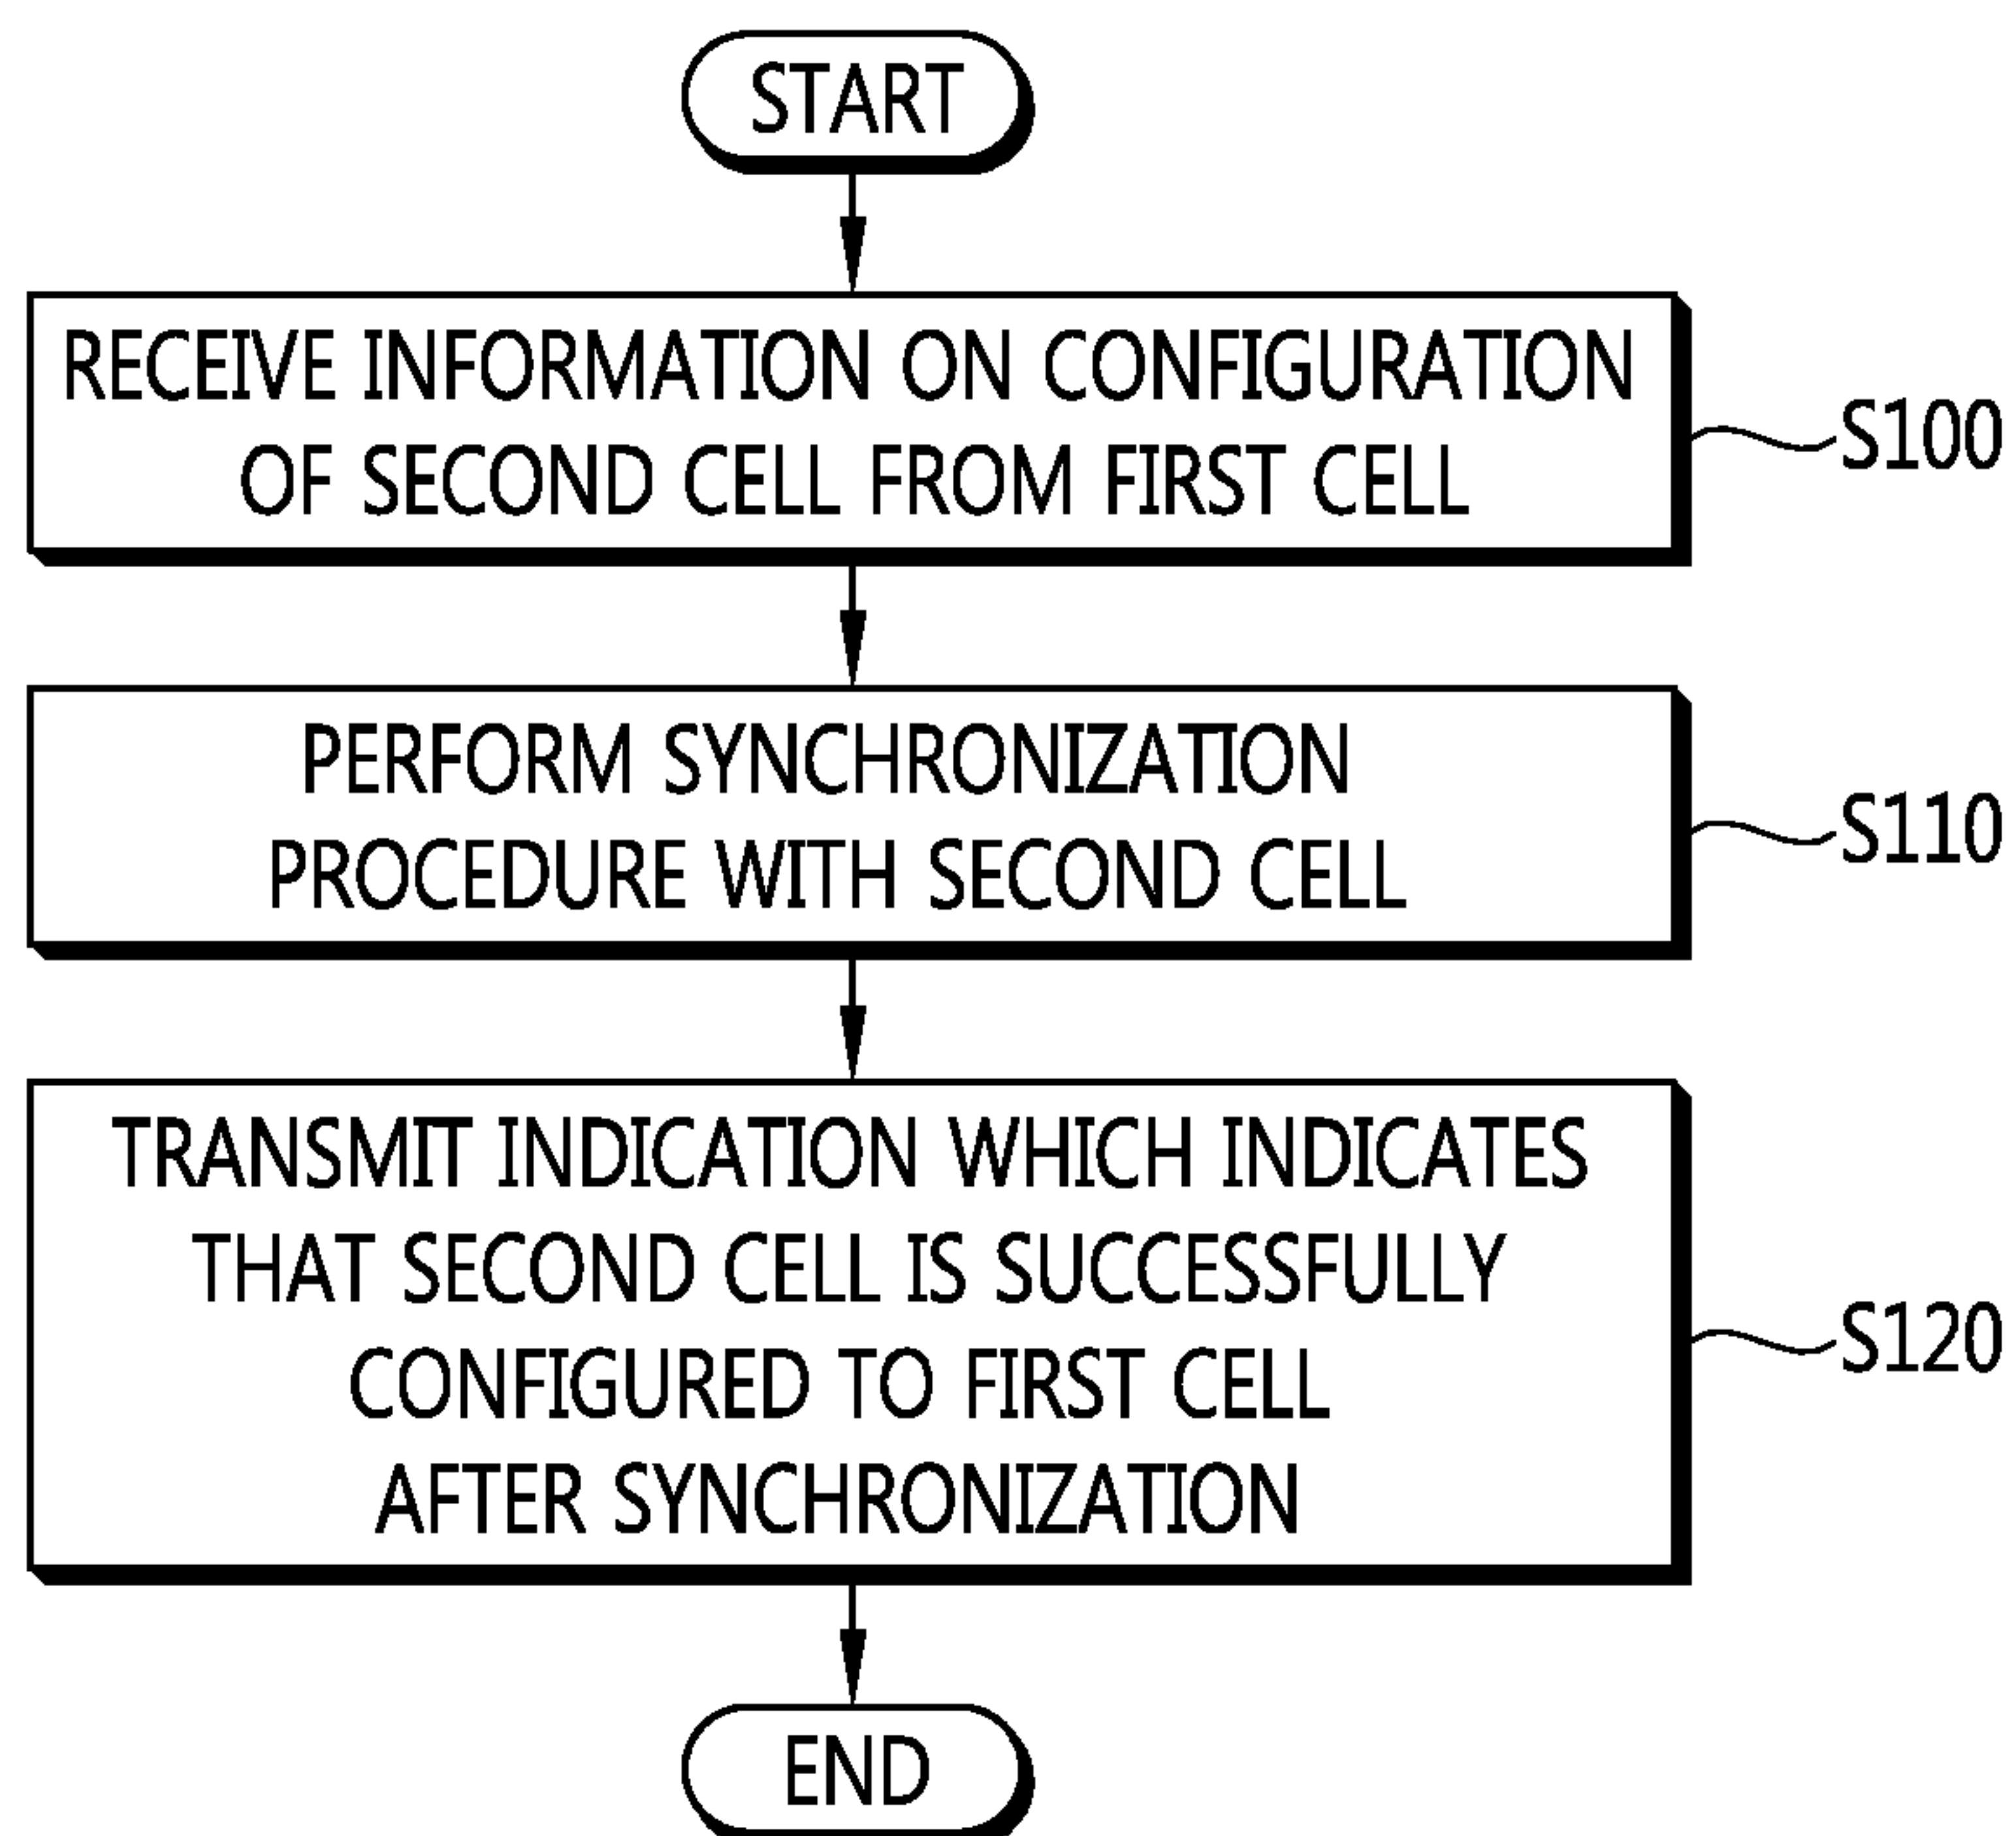 START
RECEIVE INFORMATION ON CONFIGURATION
OF SECOND CELL FROM FIRST CELL
S100
PERFORM SYNCHRONIZATION
PROCEDURE WITH SECOND CELL
S110
TRANSMIT INDICATION WHICH INDICATES
THAT SECOND CELL IS SUCCESSFULLY
CONFIGURED TO FIRST CELL
AFTER SYNCHRONIZATION
S120
END